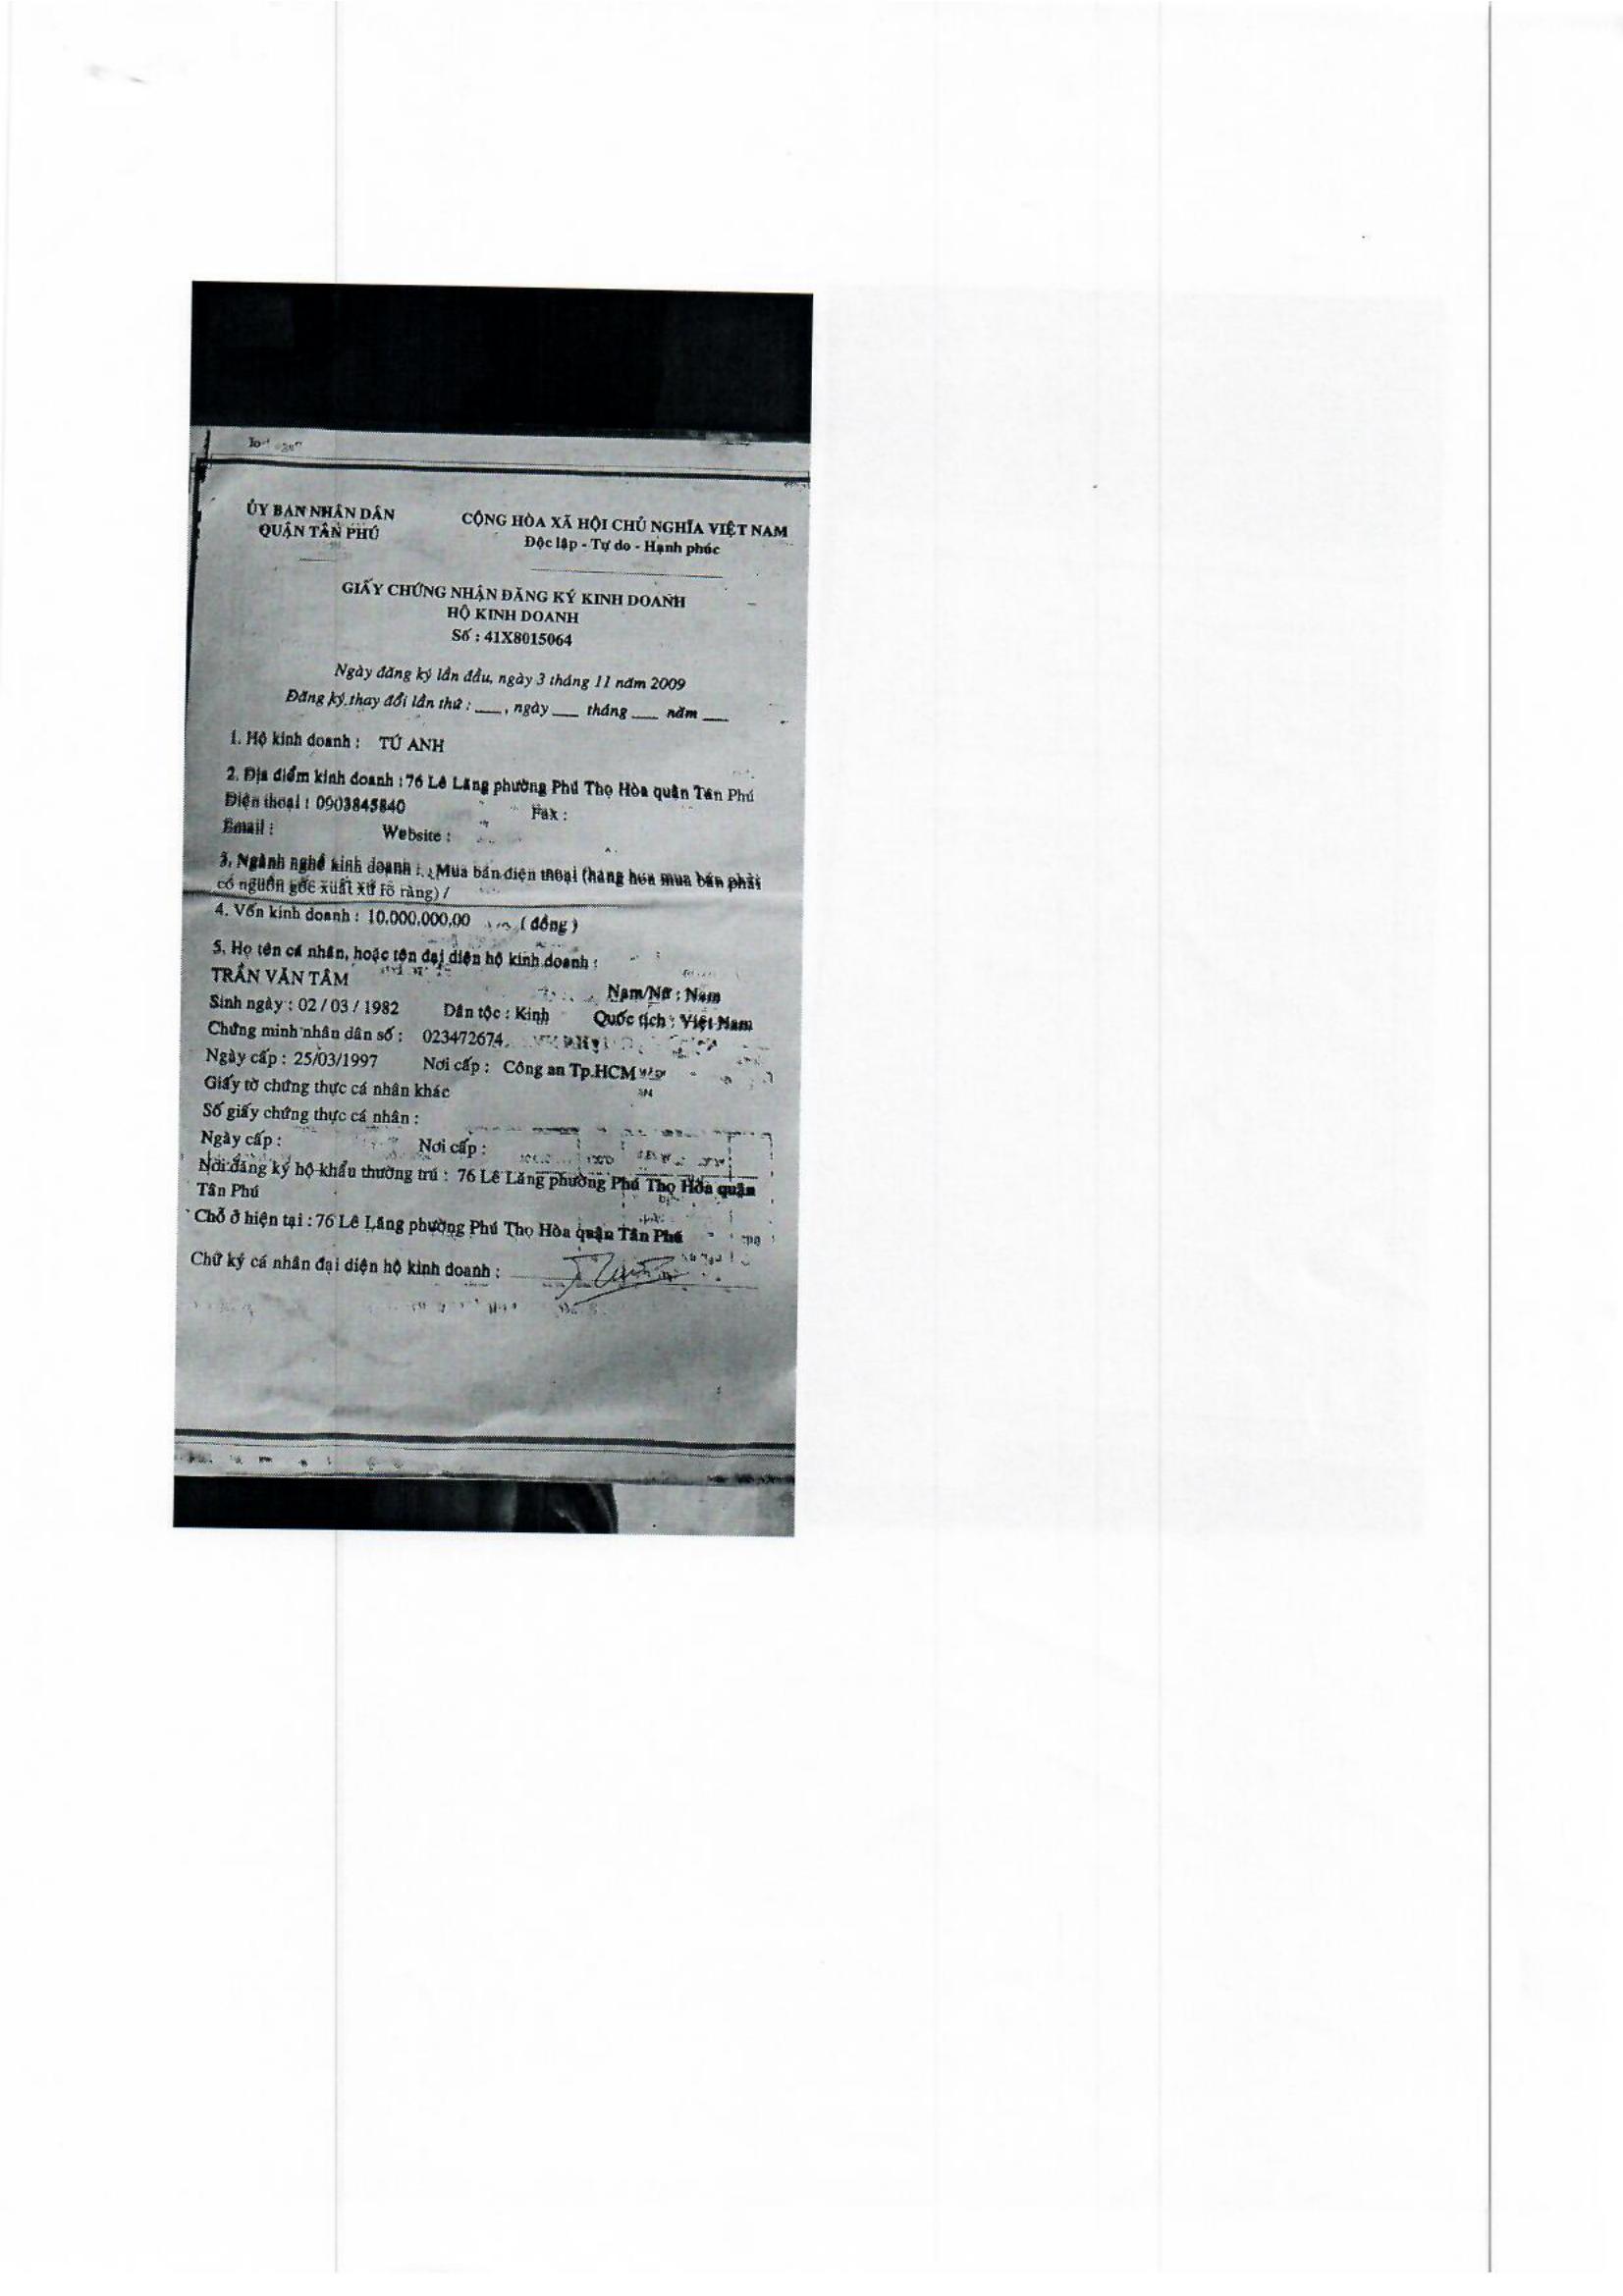 ỦY BAN NHÂN DÂN
QUẬN TÂN PHÚ
CỘNG HÒA XÃ HỘI CHỦ NGHĨA VIỆT NAM
Độc lập - Tự do - Hạnh phúc
GIẤY CHỨNG NHẬN ĐĂNG KÝ KINH DOANH
HỘ KINH DOANH
Số : 41X8015064
Ngày đăng ký lần đầu, ngày 3 tháng 11 năm 2009
Đăng ký thay đổi lần thứ : ___ , ngày ___ tháng ___ năm ___
1. Hộ kinh doanh : TÚ ANH
2. Địa điểm kinh doanh : 76 Lê Lăng phường Phú Thọ Hòa quận Tân Phú
Điện thoại : 0903845840 Fax :
Email : Website :
3. Ngành nghề kinh doanh : Mua bán điện thoại (hàng hóa mua bán phải
có nguồn gốc xuất xứ rõ ràng) /
4. Vốn kinh doanh : 10,000,000,00 ( đồng )
5. Họ tên cá nhân, hoặc tên đại diện hộ kinh doanh :
TRẦN VĂN TÂM Nam/Nữ : Nam
Sinh ngày : 02 / 03 / 1982 Dân tộc : Kinh Quốc tịch : Việt Nam
Chứng minh nhân dân số : 023472674
Ngày cấp : 25/03/1997 Nơi cấp : Công an Tp.HCM
Giấy tờ chứng thực cá nhân khác
Số giấy chứng thực cá nhân :
Ngày cấp : Nơi cấp :
Nơi đăng ký hộ khẩu thường trú : 76 Lê Lăng phường Phú Thọ Hòa quận
Tân Phú
Chỗ ở hiện tại : 76 Lê Lăng phường Phú Thọ Hòa quận Tân Phú
Chữ ký cá nhân đại diện hộ kinh doanh :